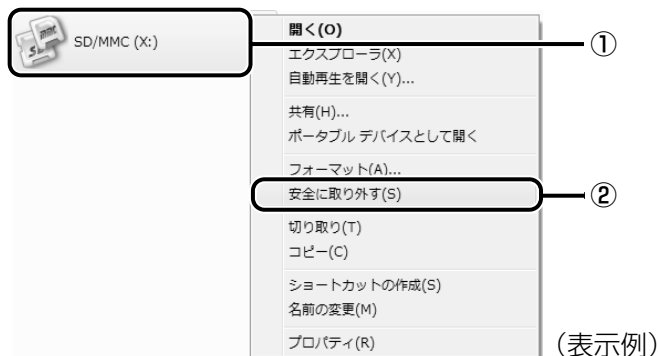 SD/MMC (X:)
開く(O)
エクスプローラ(X)
自動再生を開く(Y)...
共有(H)...
ポータブル デバイスとして開く
フォーマット(A)...
安全に取り外す(S)
切り取り(T)
コピー(C)
ショートカットの作成(S)
名前の変更(M)
プロパティ(R)
①
②
(表示例)